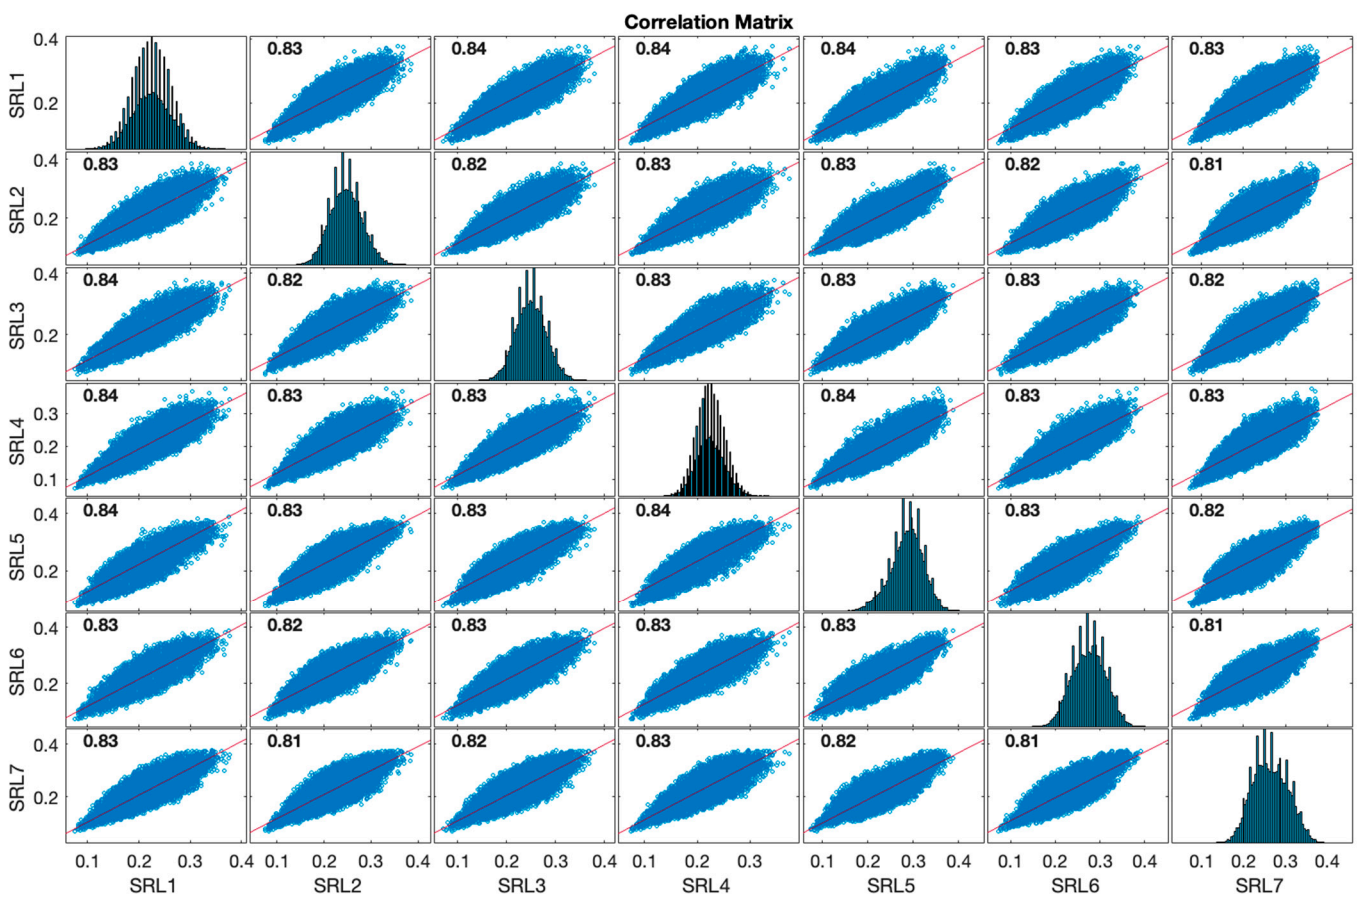 Correlation Matrix
0.4 0.2 SRL1 0.83 0.84 0.84 0.84 0.83 0.83
0.4 0.2 SRL2 0.83 0.82 0.83 0.83 0.82 0.81
0.4 0.2 SRL3 0.84 0.82 0.83 0.83 0.83 0.82
0.3 0.2 0.1 SRL4 0.84 0.83 0.83 0.84 0.83 0.83
0.4 0.2 SRL5 0.84 0.83 0.83 0.84 0.83 0.82
0.4 0.2 SRL6 0.83 0.82 0.83 0.83 0.83 0.81
0.4 0.2 SRL7 0.83 0.81 0.82 0.83 0.82 0.81
0.1 0.2 0.3 0.4 0.1 0.2 0.3 0.1 0.2 0.3 0.1 0.2 0.3 0.1 0.2 0.3 0.4 0.1 0.2 0.3 0.4 0.1 0.2 0.3 0.4
SRL1 SRL2 SRL3 SRL4 SRL5 SRL6 SRL7